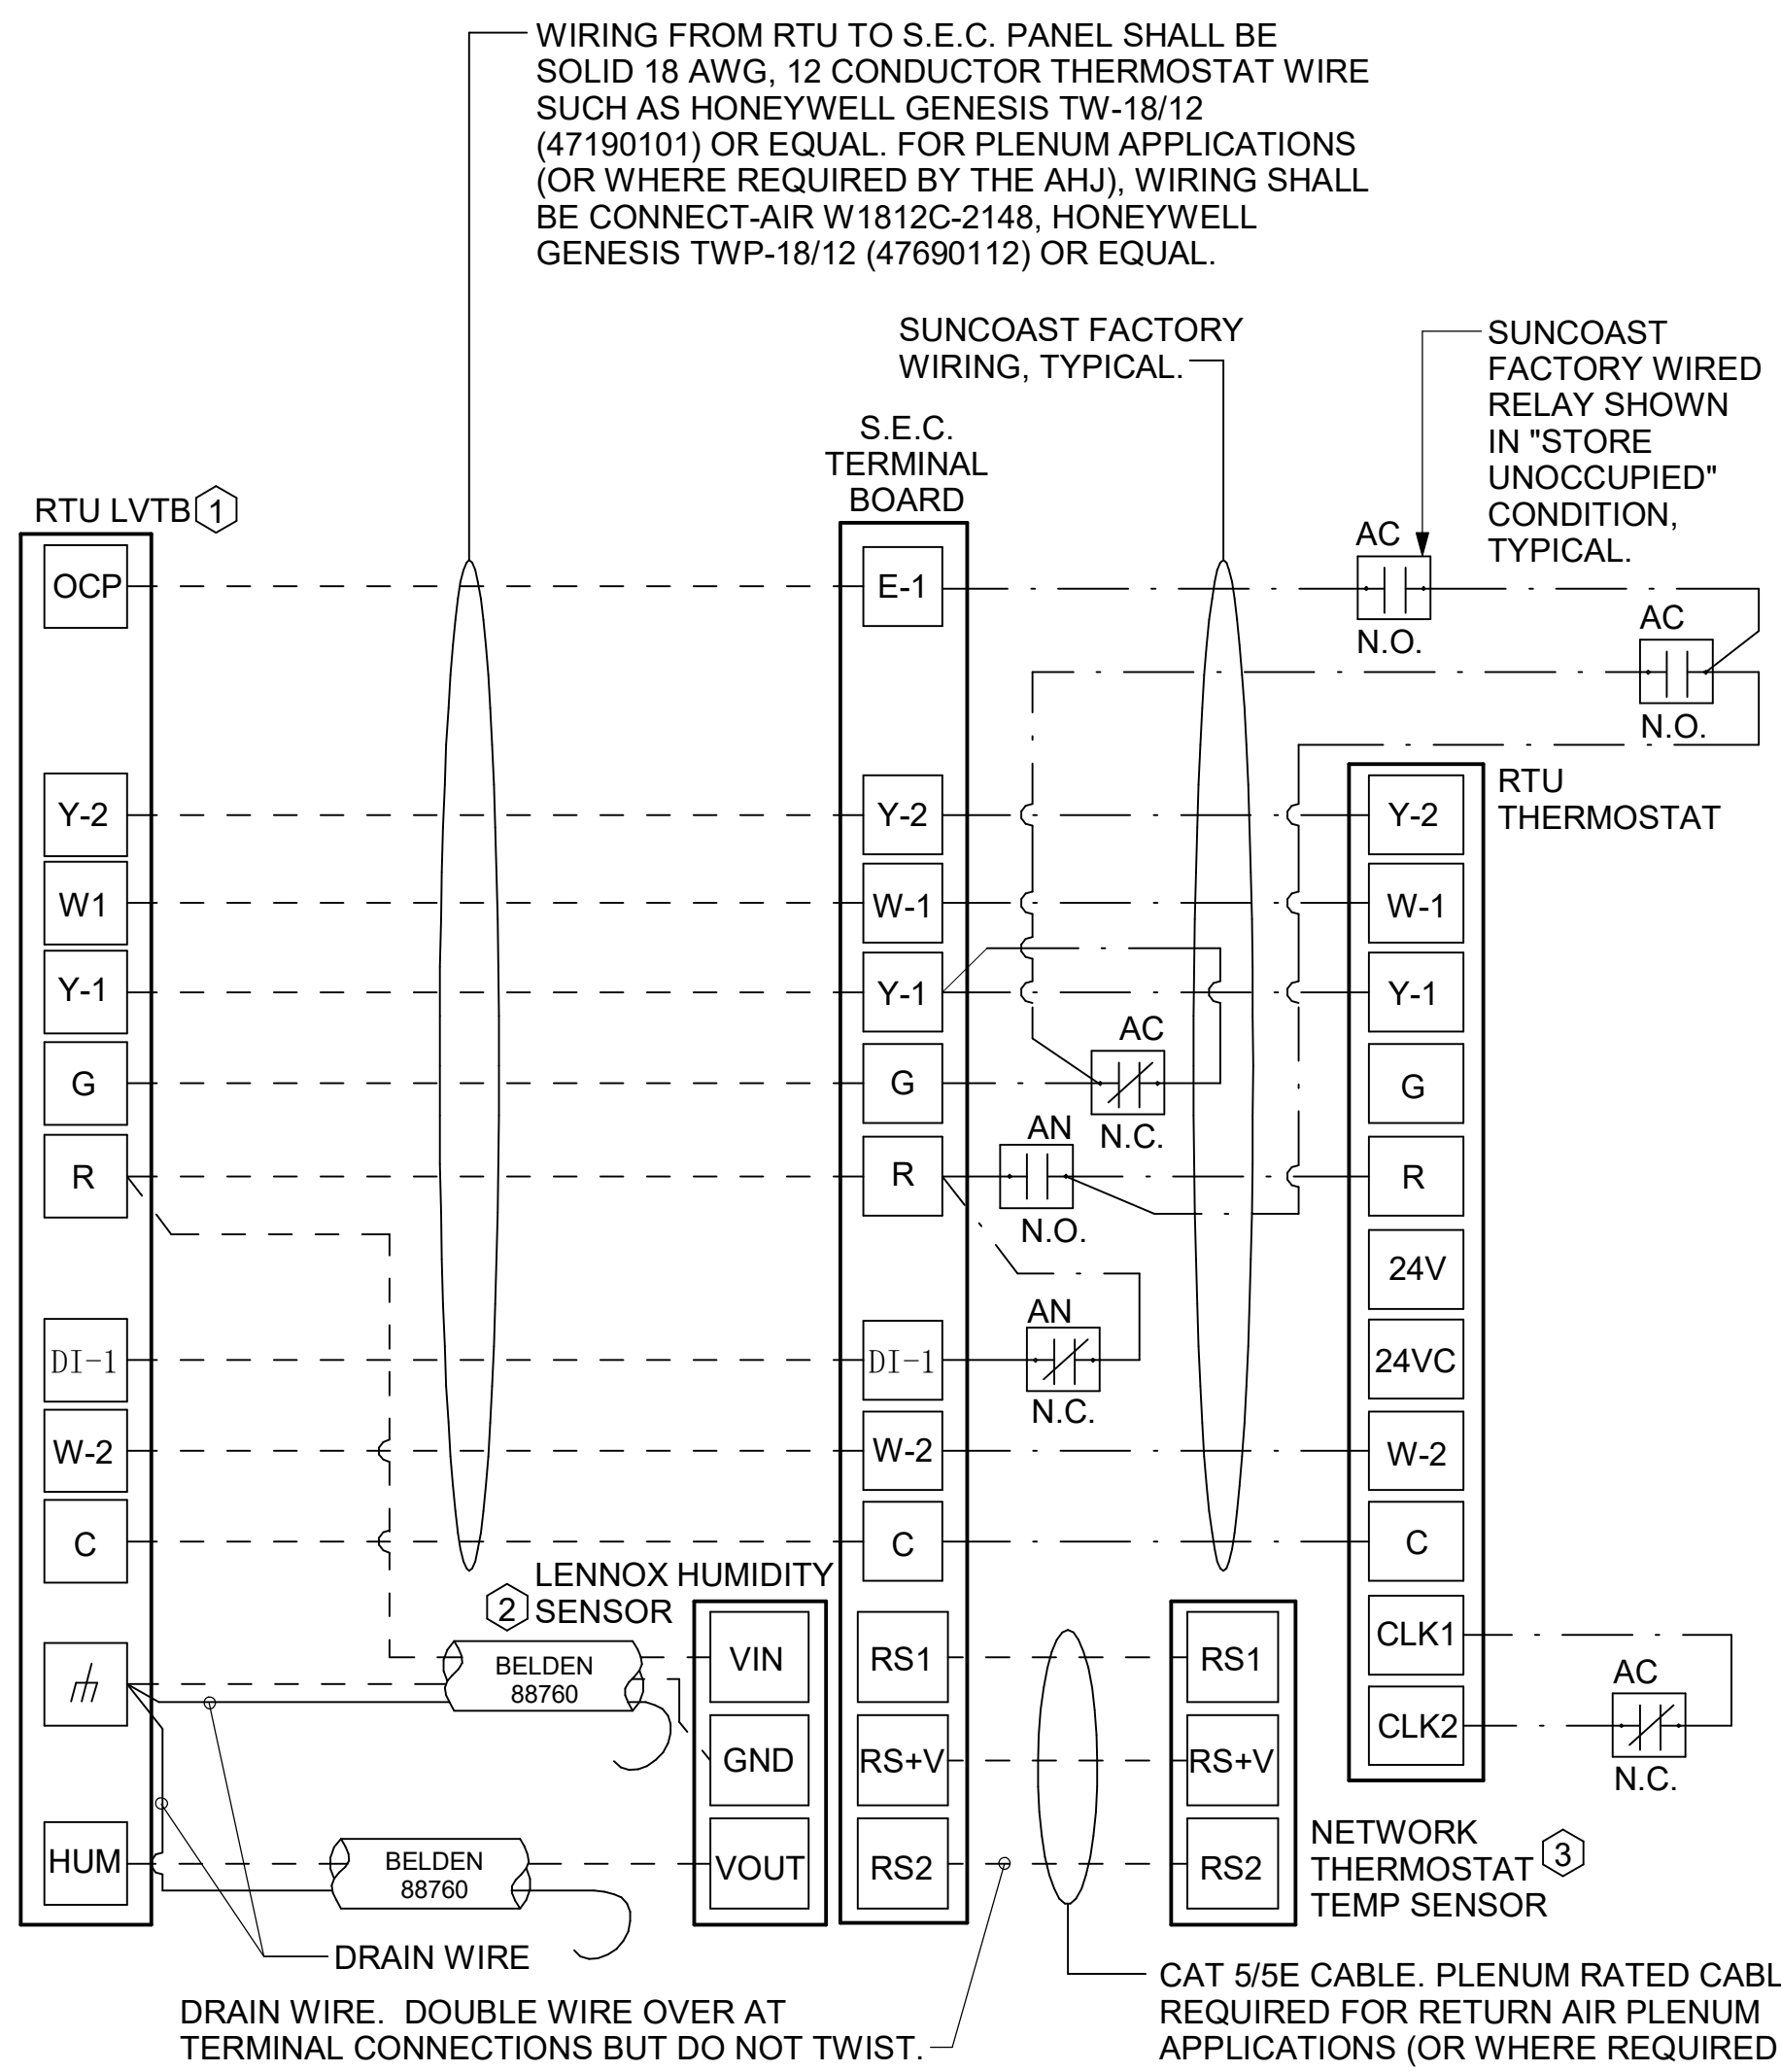 WIRING FROM RTU TO S.E.C. PANEL SHALL BE
SOLID 18 AWG, 12 CONDUCTOR THERMOSTAT WIRE
SUCH AS HONEYWELL GENESIS TW-18/12
(47190101) OR EQUAL. FOR PLENUM APPLICATIONS
(OR WHERE REQUIRED BY THE AHJ), WIRING SHALL
BE CONNECT-AIR W1812C-2148, HONEYWELL
GENESIS TWP-18/12 (47690112) OR EQUAL.
SUNCOAST FACTORY
WIRING, TYPICAL.
SUNCOAST
FACTORY WIRED
RELAY SHOWN
IN "STORE
UNOCCUPIED"
CONDITION,
TYPICAL.
RTU LVTB 1
OCP
Y-2
W1
Y-1
G
R
DI-1
W-2
C
HUM
S.E.C.
TERMINAL
BOARD
E-1
Y-2
W-1
Y-1
G
R
DI-1
W-2
C
RS1
RS+V
RS2
AC
N.O.
AC
N.O.
AC
N.C.
AN
N.O.
AN
N.C.
RTU
THERMOSTAT
Y-2
W-1
Y-1
G
R
24V
24VC
W-2
C
CLK1
CLK2
AC
N.C.
2
LENNOX HUMIDITY
SENSOR
VIN
GND
VOUT
BELDEN
88760
BELDEN
88760
RS1
RS+V
RS2
NETWORK
THERMOSTAT 3
TEMP SENSOR
DRAIN WIRE
DRAIN WIRE. DOUBLE WIRE OVER AT
TERMINAL CONNECTIONS BUT DO NOT TWIST.
CAT 5/5E CABLE. PLENUM RATED CABL
REQUIRED FOR RETURN AIR PLENUM
APPLICATIONS (OR WHERE REQUIRED